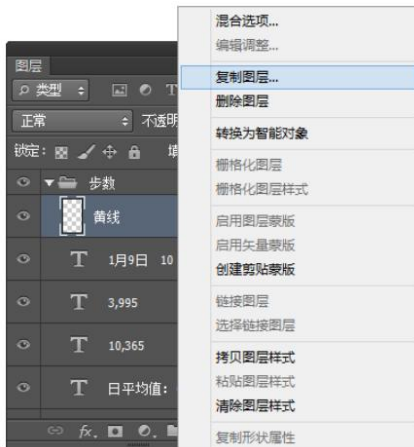 图层
类型
T
正常
不透明
锁定:
步数
黄线
T 1月9日 10
T 3,995
T 10,365
T 日平均值:
fx.
混合选项...
编辑调整...
复制图层...
删除图层
转换为智能对象
栅格化图层
栅格化图层样式
启用图层蒙版
启用矢量蒙版
创建剪贴蒙版
链接图层
选择链接图层
拷贝图层样式
粘贴图层样式
清除图层样式
复制形状属性